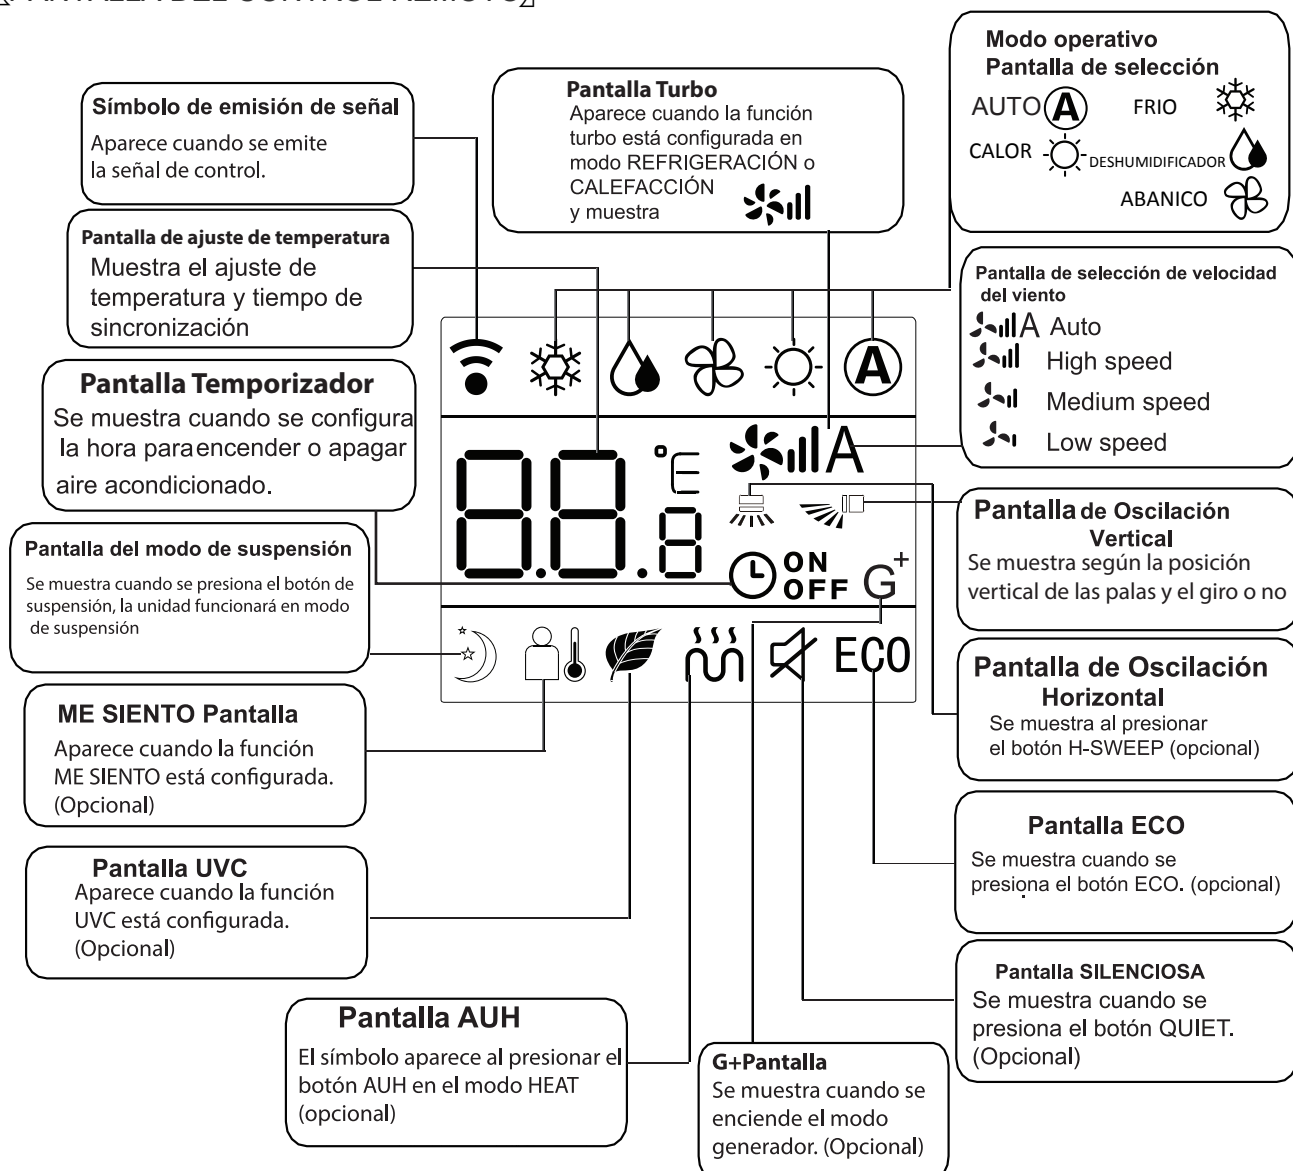 PANTALLA DEL CONTROL REMOTO
Símbolo de emisión de señal
Aparece cuando se emite
la señal de control.
Pantalla Turbo
Aparece cuando la función
turbo está configurada en
modo REFRIGERACIÓN o
CALEFACCIÓN
y muestra
Modo operativo
Pantalla de selección
AUTO A FRIO
CALOR DESHUMIDIFICADOR
ABANICO
Pantalla de ajuste de temperatura
Muestra el ajuste de
temperatura y tiempo de
sincronización
Pantalla de selección de velocidad
del viento
A Auto
High speed
Medium speed
Low speed
Pantalla Temporizador
Se muestra cuando se configura
la hora para encender o apagar
aire acondicionado.
A
88.8 °E A
ON
OFF G+
ECO
Pantalla de Oscilación
Vertical
Se muestra según la posición
vertical de las palas y el giro o no
Pantalla del modo de suspensión
Se muestra cuando se presiona el botón de
suspensión, la unidad funcionará en modo
de suspensión
Pantalla de Oscilación
Horizontal
Se muestra al presionar
el botón H-SWEEP (opcional)
ME SIENTO Pantalla
Aparece cuando la función
ME SIENTO está configurada.
(Opcional)
Pantalla ECO
Se muestra cuando se
presiona el botón ECO. (opcional)
Pantalla UVC
Aparece cuando la función
UVC está configurada.
(Opcional)
Pantalla SILENCIOSA
Se muestra cuando se
presiona el botón QUIET.
(Opcional)
Pantalla AUH
El símbolo aparece al presionar el
botón AUH en el modo HEAT
(opcional)
G+Pantalla
Se muestra cuando se
enciende el modo
generador. (Opcional)